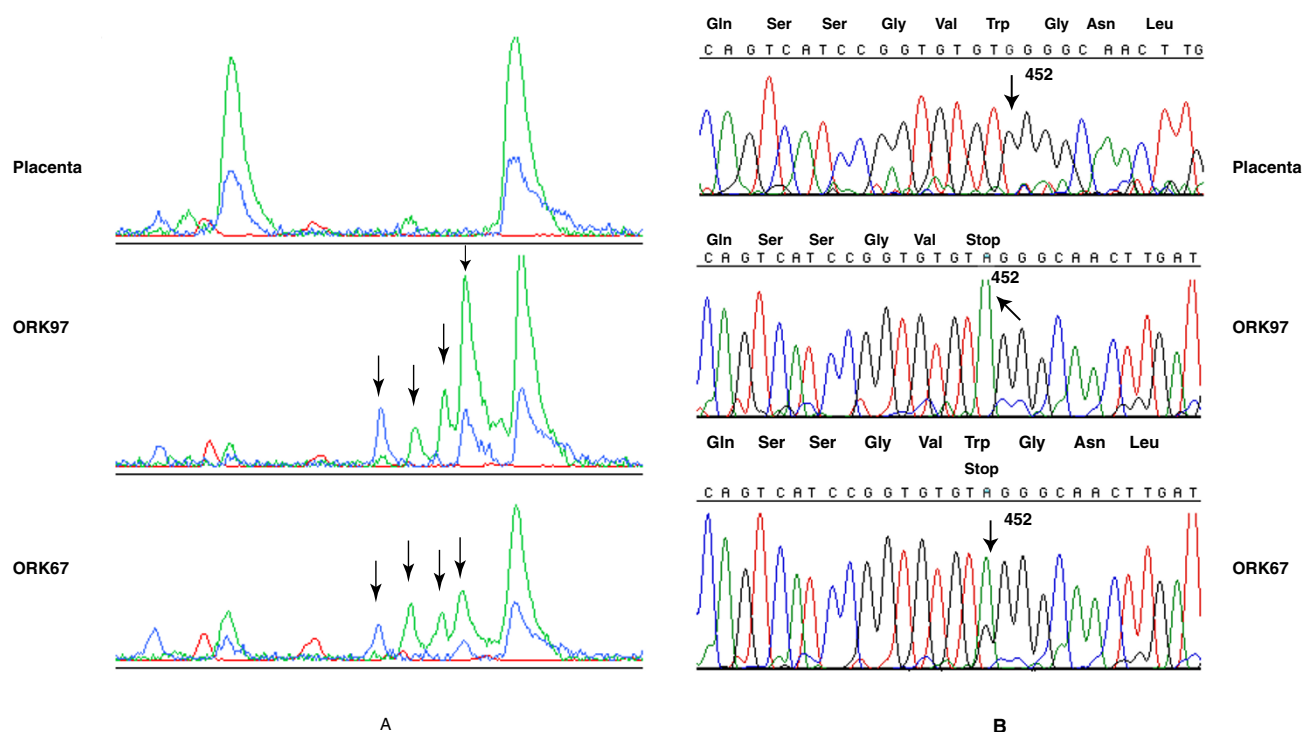 Placenta
ORK97
ORK67
A
Gln Ser Ser Gly Val Trp Gly Asn Leu
C A G T C A T C C G G T G T G T G G G G C A A C T T G
452
Placenta
Gln Ser Ser Gly Val Stop
C A G T C A T C C G G T G T G T A G G G C A A C T T G A T
452
ORK97
Gln Ser Ser Gly Val Trp Gly Asn Leu
Stop
C A G T C A T C C G G T G T G T A G G G C A A C T T G A T
452
ORK67
B